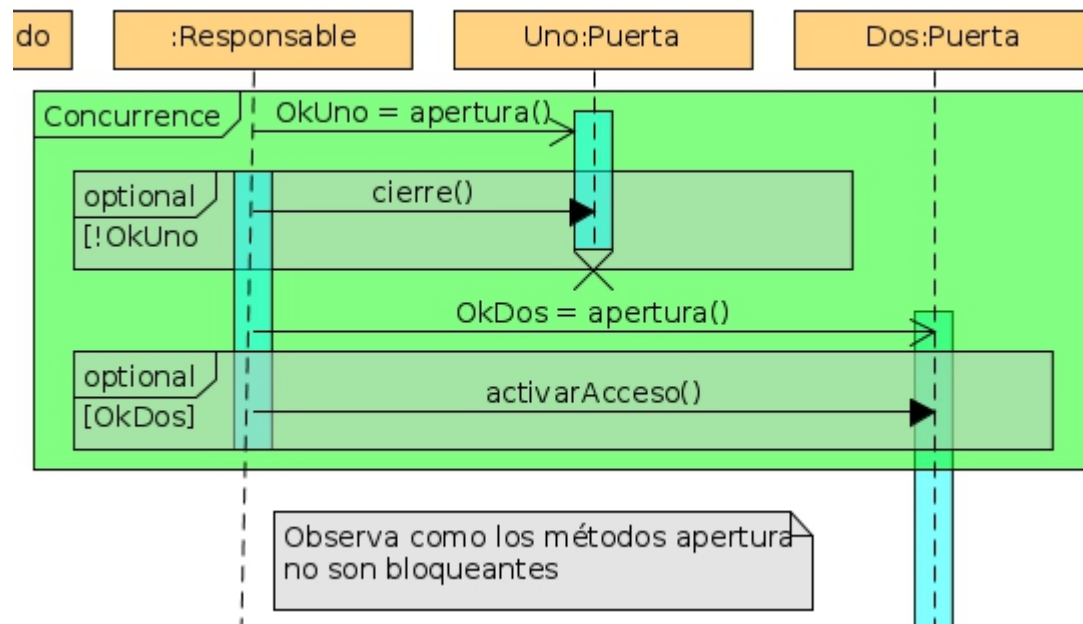 do
:Responsable
Uno:Puerta
Dos:Puerta
Concurrence
OkUno = apertura()
optional
cierre()
[!OkUno
OkDos = apertura()
optional
activarAcceso()
[OkDos]
Observa como los métodos apertura
no son bloqueantes